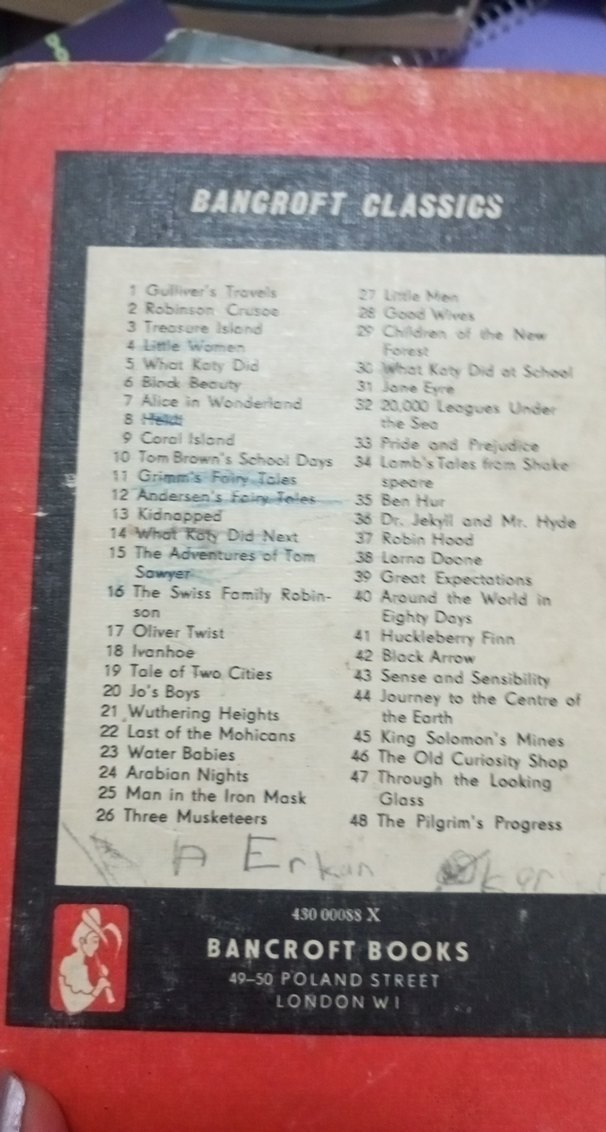 BANCROFT CLASSICS
1 Gulliver's Travels
2 Robinson Crusoe
3 Treasure Island
4 Little Women
5 What Katy Did
6 Black Beauty
7 Alice in Wonderland
8 Heidi
9 Coral Island
10 Tom Brown's School Days
11 Grimm's Fairy Tales
12 Andersen's Fairy Tales
13 Kidnapped
14 What Katy Did Next
15 The Adventures of Tom
Sawyer
16 The Swiss Family Robin-
son
17 Oliver Twist
18 Ivanhoe
19 Tale of Two Cities
20 Jo's Boys
21 Wuthering Heights
22 Last of the Mohicans
23 Water Babies
24 Arabian Nights
25 Man in the Iron Mask
26 Three Musketeers
27 Little Men
28 Good Wives
29 Children of the New
Forest
30 What Katy Did at School
31 Jane Eyre
32 20,000 Leagues Under
the Sea
33 Pride and Prejudice
34 Lamb's Tales from Shake
speare
35 Ben Hur
36 Dr. Jekyll and Mr. Hyde
37 Robin Hood
38 Lorna Doone
39 Great Expectations
40 Around the World in
Eighty Days
41 Huckleberry Finn
42 Black Arrow
43 Sense and Sensibility
44 Journey to the Centre of
the Earth
45 King Solomon's Mines
46 The Old Curiosity Shop
47 Through the Looking
Glass
48 The Pilgrim's Progress
A Erkan
430 00088 X
BANCROFT BOOKS
49–50 POLAND STREET
LONDON W1